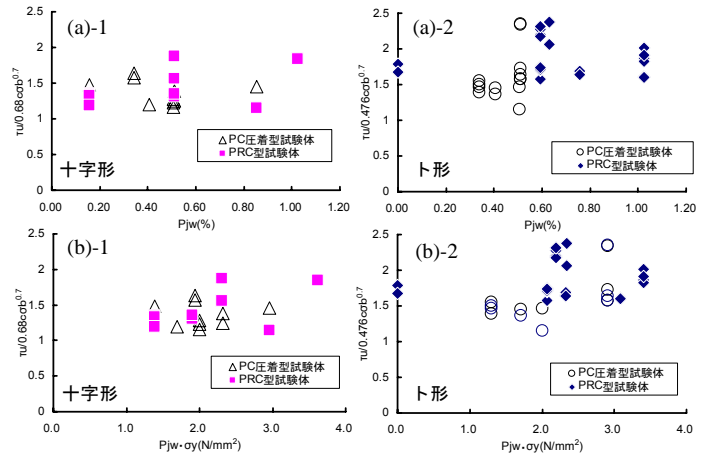 (a)-1
2.5
2
1.5
1
0.5
0
τu/0.68cσb^0.7
△ PC圧着型試験体
■ PRC型試験体
十字形
0.00 0.20 0.40 0.60 0.80 1.00 1.20
Pjw(%)
(a)-2
2.5
2
1.5
1
0.5
0
τu/0.476cσb^0.7
○ PC圧着型試験体
◆ PRC型試験体
ト形
0.00 0.20 0.40 0.60 0.80 1.00 1.20
Pjw(%)
(b)-1
2.5
2
1.5
1
0.5
0
τu/0.68cσb^0.7
△ PC圧着型試験体
■ PRC型試験体
十字形
0.0 1.0 2.0 3.0 4.0
Pjw・σy(N/mm²)
(b)-2
2.5
2
1.5
1
0.5
0
τu/0.476cσb^0.7
○ PC圧着型試験体
◆ PRC型試験体
ト形
0.0 1.0 2.0 3.0 4.0
Pjw・σy(N/mm²)